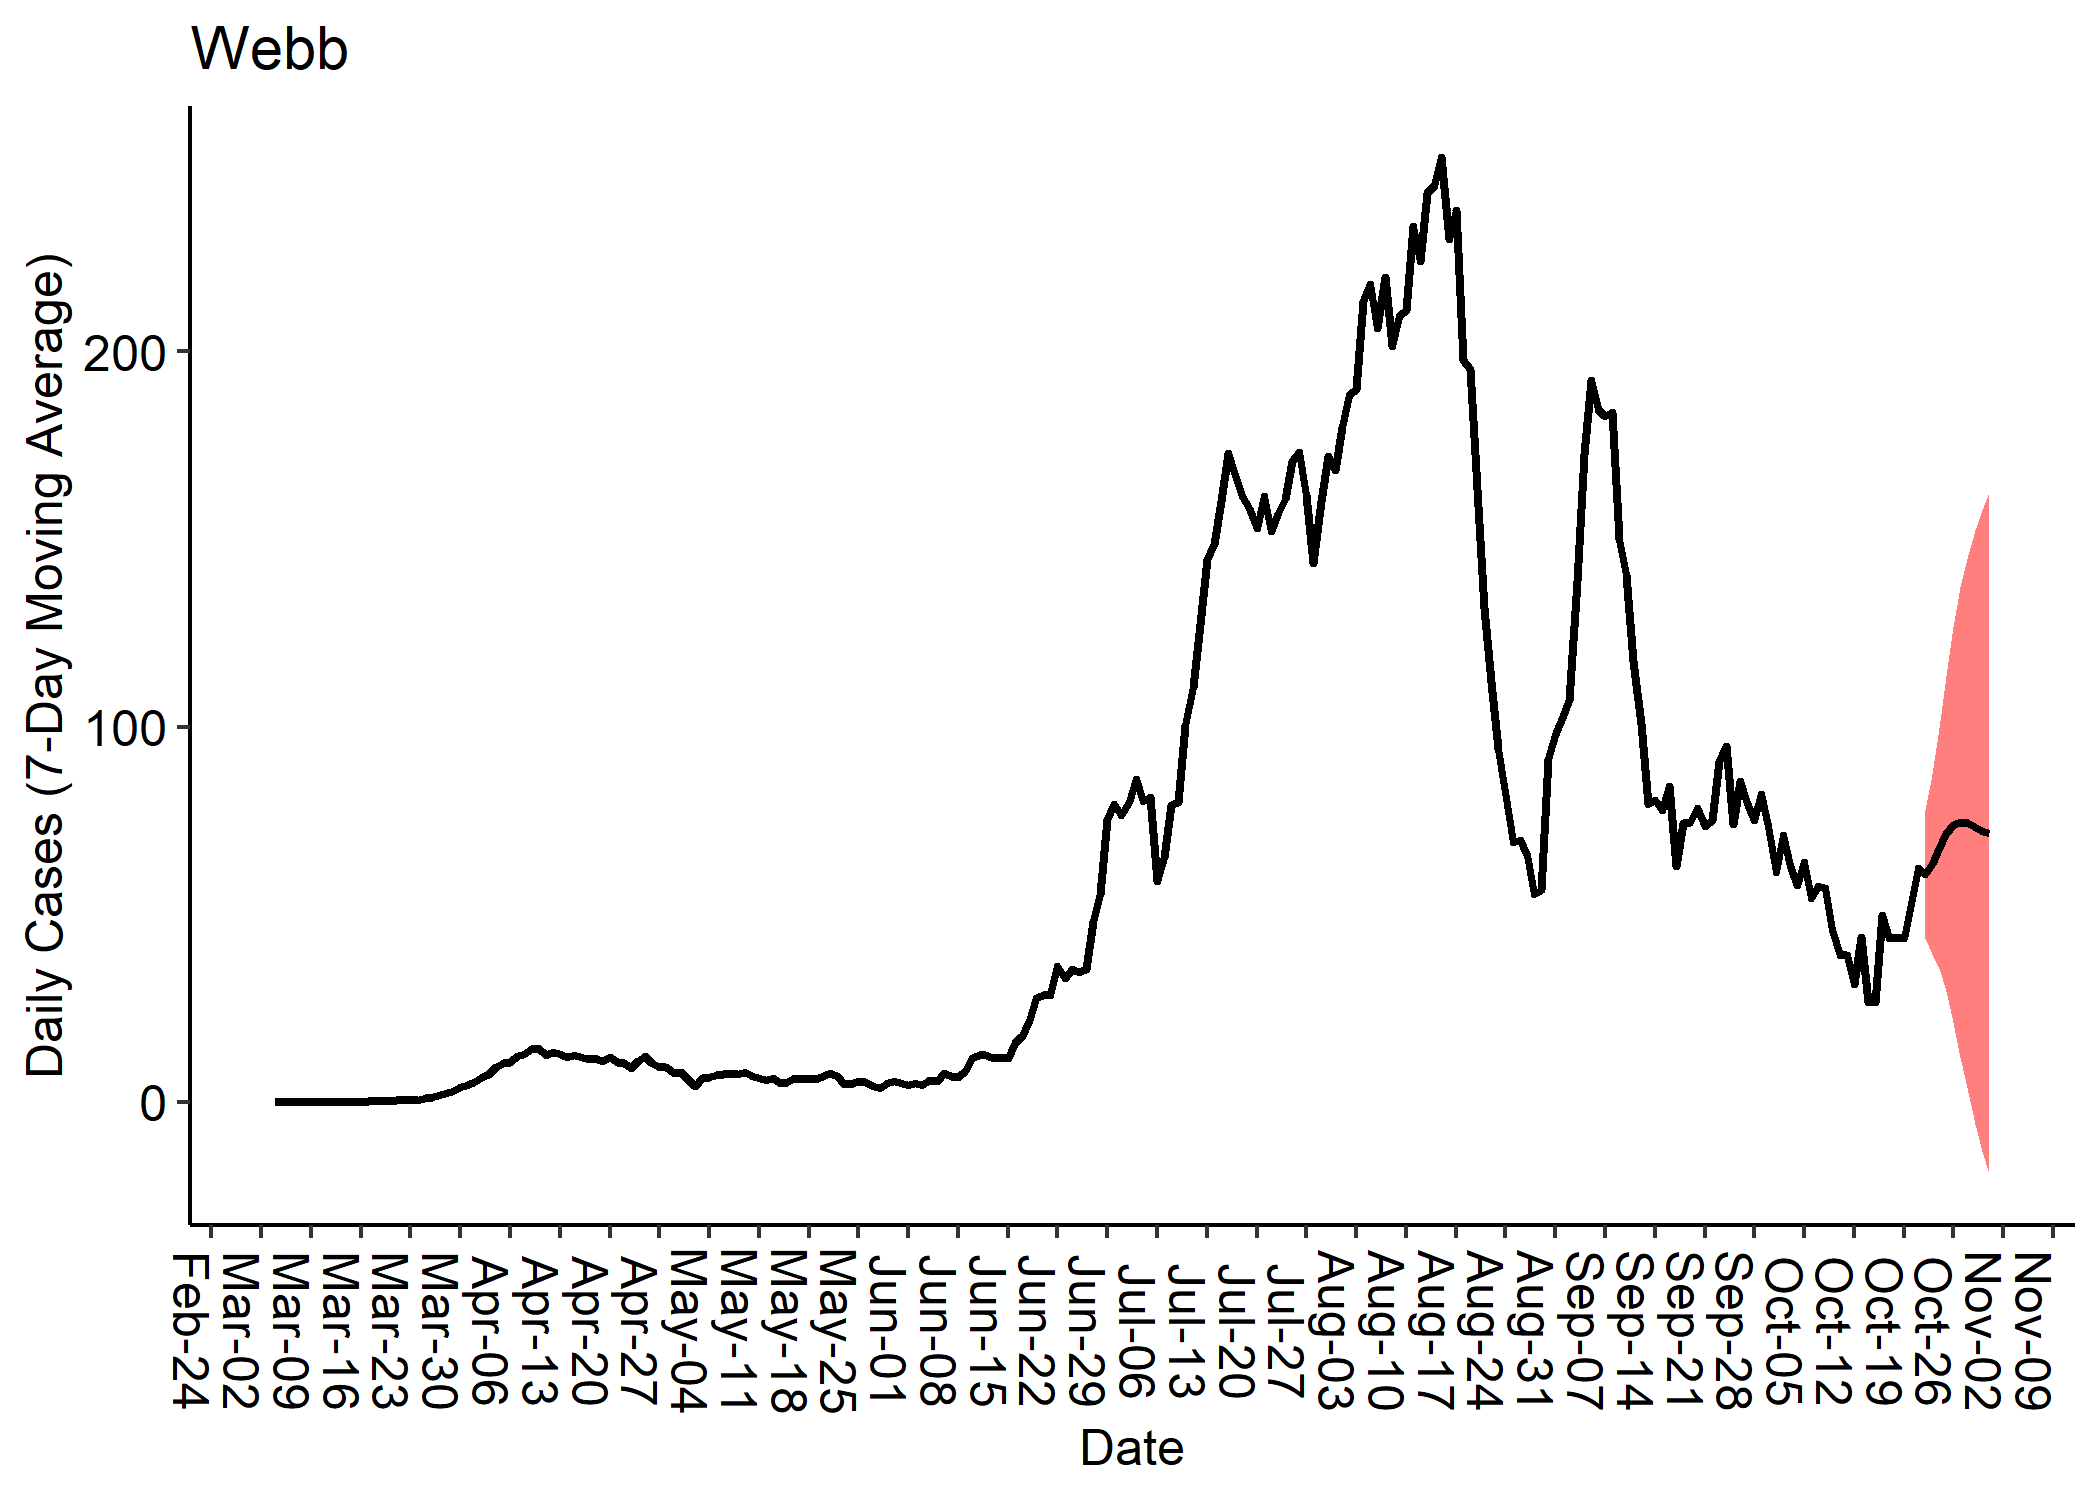 Webb
Daily Cases (7-Day Moving Average)
200
100
0
Feb-24
Mar-02
Mar-09
Mar-16
Mar-23
Mar-30
Apr-06
Apr-13
Apr-20
Apr-27
May-04
May-11
May-18
May-25
Jun-01
Jun-08
Jun-15
Jun-22
Jun-29
Jul-06
Jul-13
Jul-20
Jul-27
Aug-03
Aug-10
Aug-17
Aug-24
Aug-31
Sep-07
Sep-14
Sep-21
Sep-28
Oct-05
Oct-12
Oct-19
Oct-26
Nov-02
Nov-09
Date